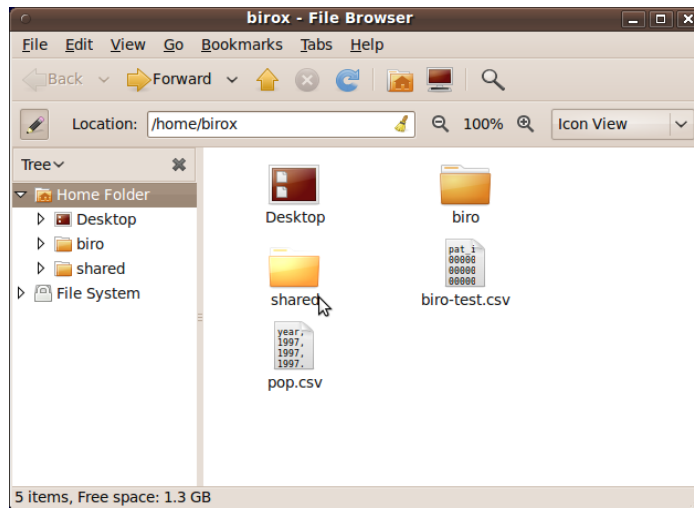 birox - File Browser
File Edit View Go Bookmarks Tabs Help
Back Forward
Location: /home/birox 100% Icon View
Tree
Home Folder
Desktop
biro
shared
File System
Desktop
biro
shared
biro-test.csv
pat_i
00000
00000
00000
pop.csv
year,
1997,
1997,
1997.
5 items, Free space: 1.3 GB